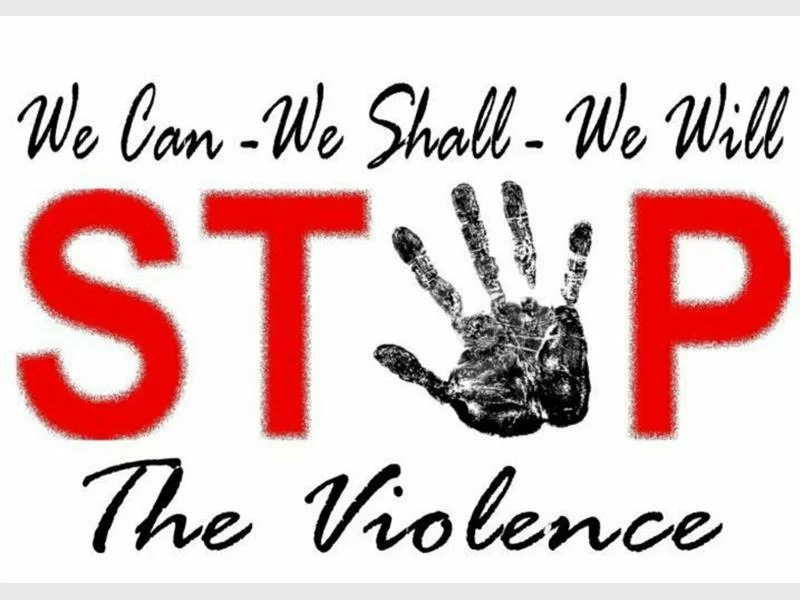 We Can - We Shall - We Will
STOP
The Violence